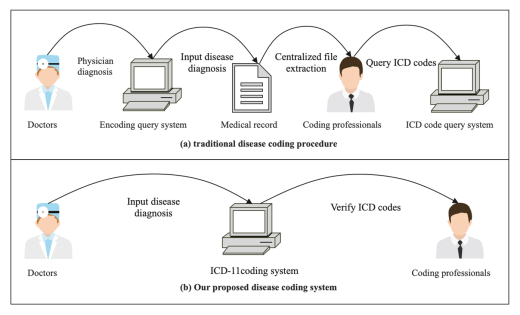 Physician
diagnosis
Input disease
diagnosis
Centralized file
extraction
Query ICD codes
Doctors
Encoding query system
Medical record
Coding professionals
ICD code query system
(a) traditional disease coding procedure
Input disease
diagnosis
Verify ICD codes
Doctors
ICD-11coding system
Coding professionals
(b) Our proposed disease coding system